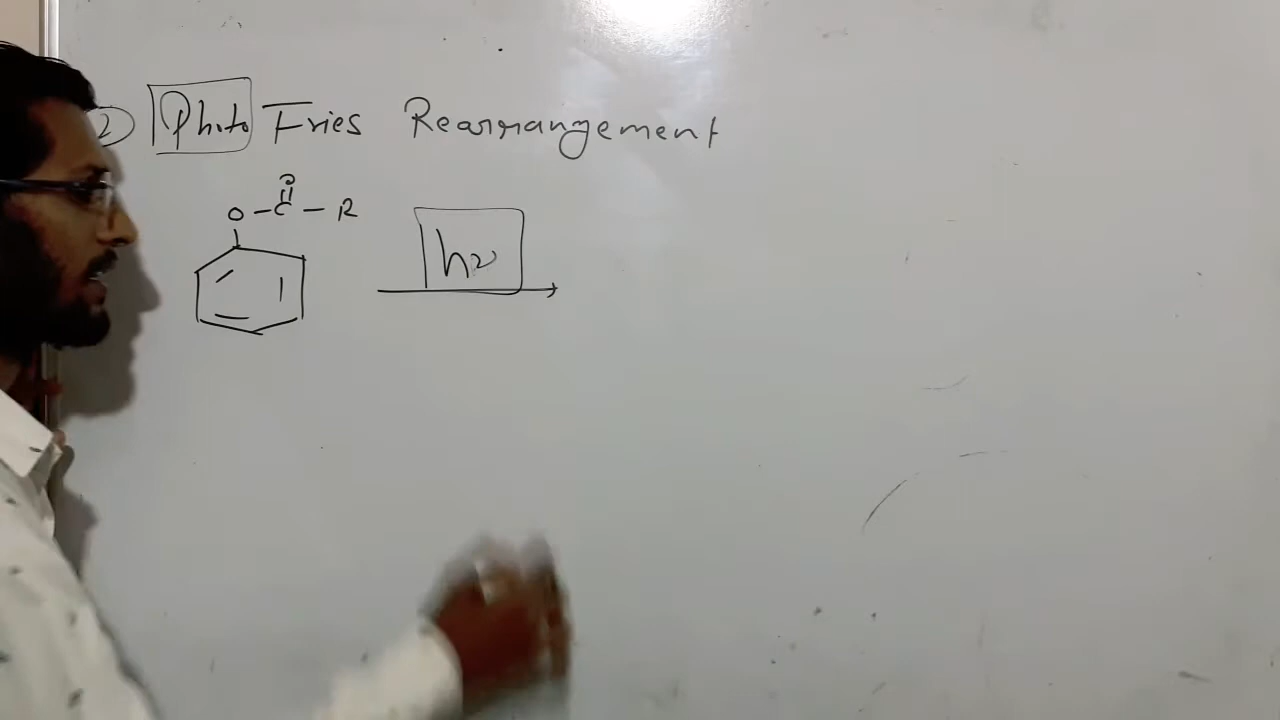 2) Photo Fries Rearrangement
O
O - C - R
hν